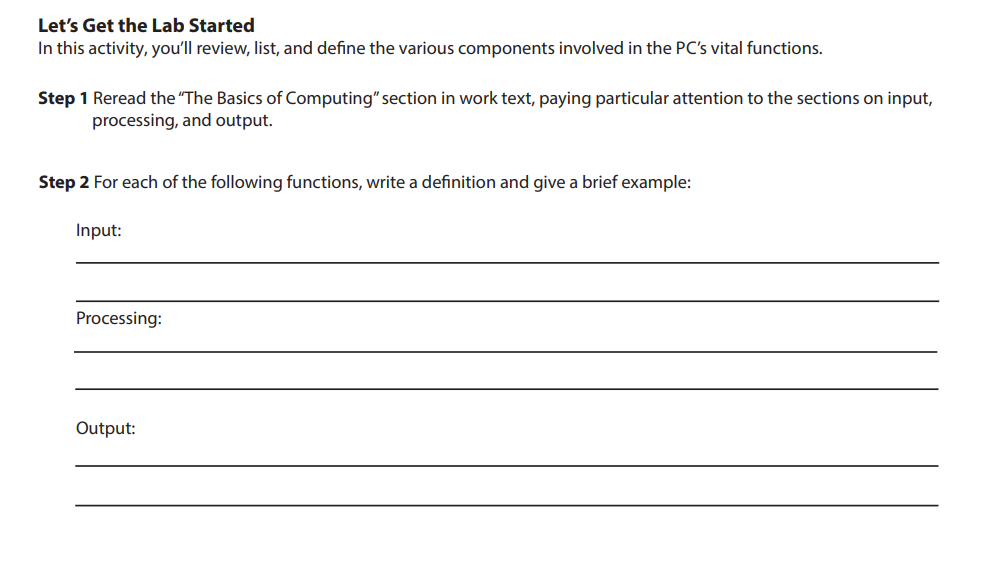 Let's Get the Lab Started
In this activity, you'll review, list, and define the various components involved in the PC's vital functions.
Step 1 Reread the "The Basics of Computing" section in work text, paying particular attention to the sections on input,
processing, and output.
Step 2 For each of the following functions, write a definition and give a brief example:
Input:
Processing:
Output: